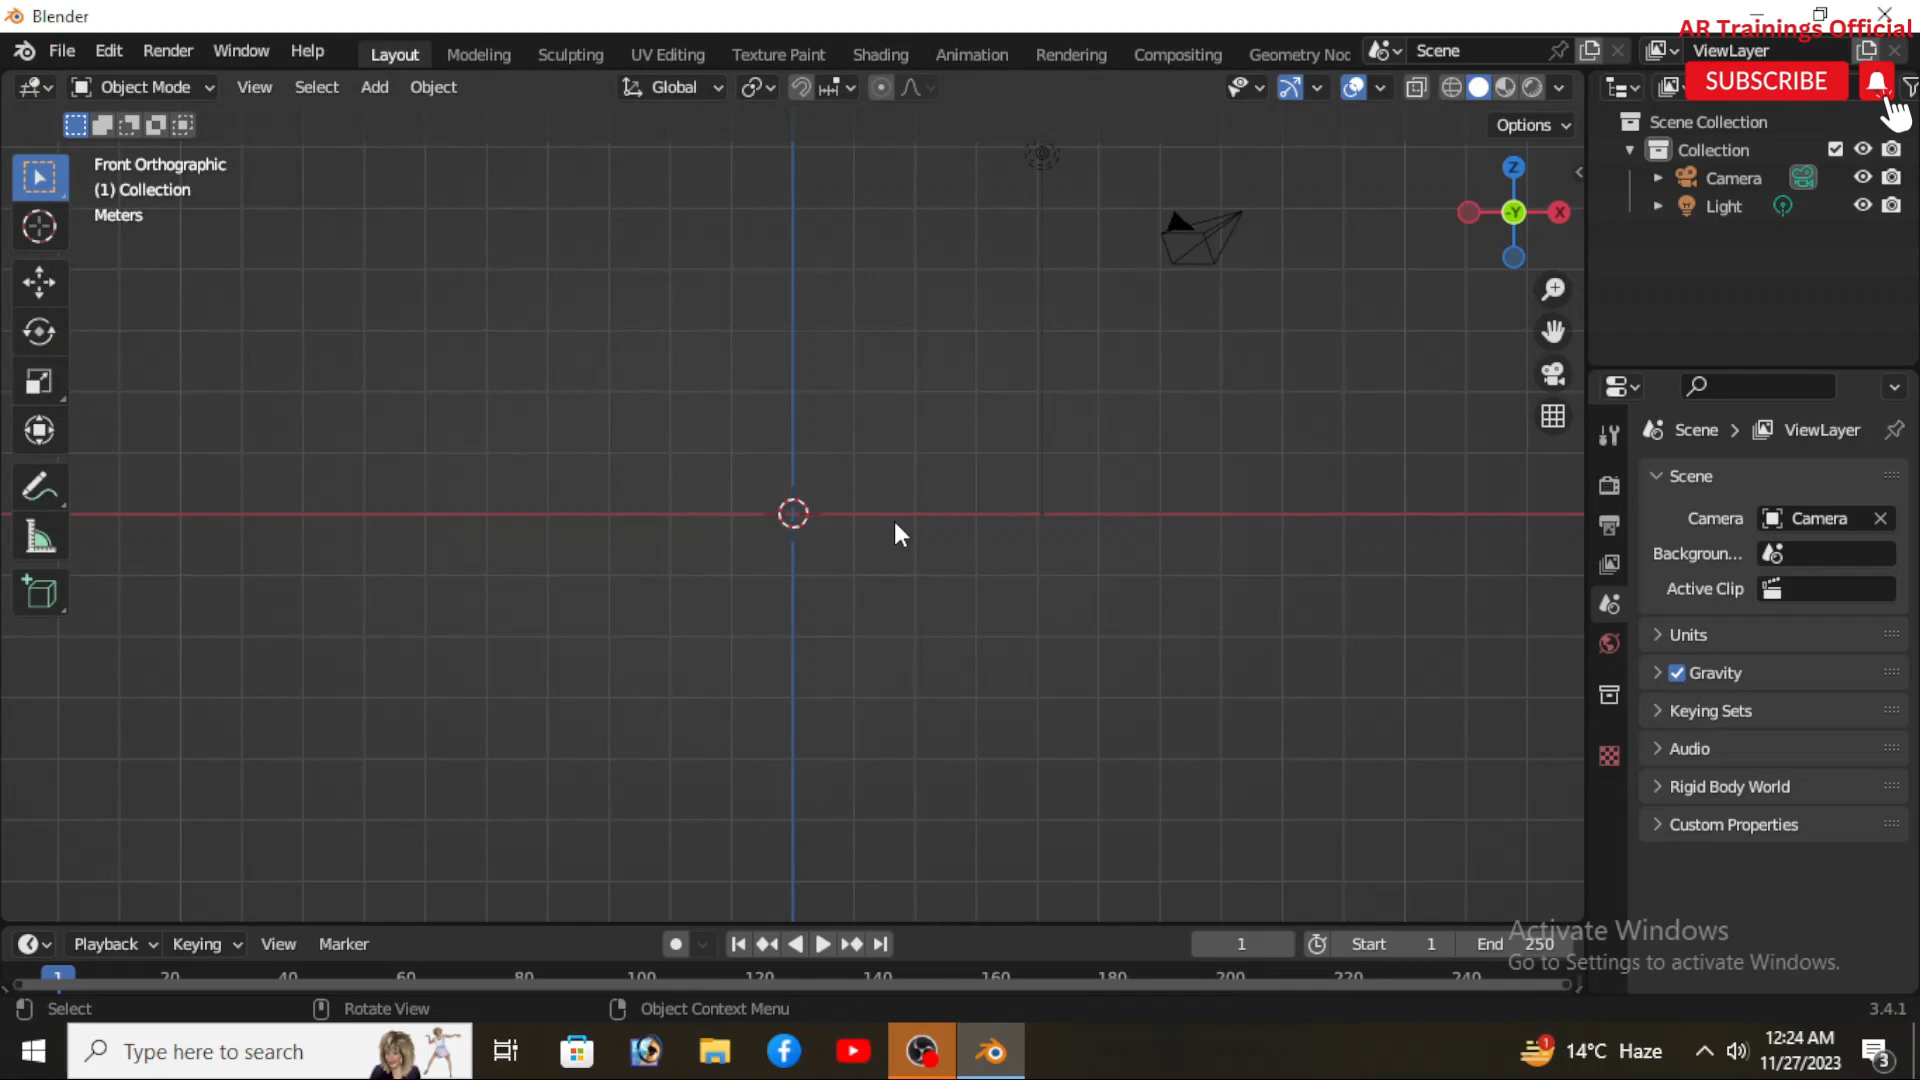 Blender
AR Trainings Official
File Edit Render Window Help Layout Modeling Sculpting UV Editing Texture Paint Shading Animation Rendering Compositing Geometry Noc Scene ViewLayer
Object Mode View Select Add Object Global SUBSCRIBE
Options
Front Orthographic
(1) Collection
Meters
Z
-Y
X
Scene Collection
Collection
Camera
Light
Scene ViewLayer
Scene
Camera Camera
Backgroun...
Active Clip
Units
Gravity
Keying Sets
Audio
Rigid Body World
Custom Properties
Activate Windows
Go to Settings to activate Windows.
Playback Keying View Marker 1 Start 1 End 250
1 20 40 60 80 100 120 140 160 180 200 220 240
Select Rotate View Object Context Menu 3.4.1
Type here to search 1 14°C Haze 12:24 AM
11/27/2023 3